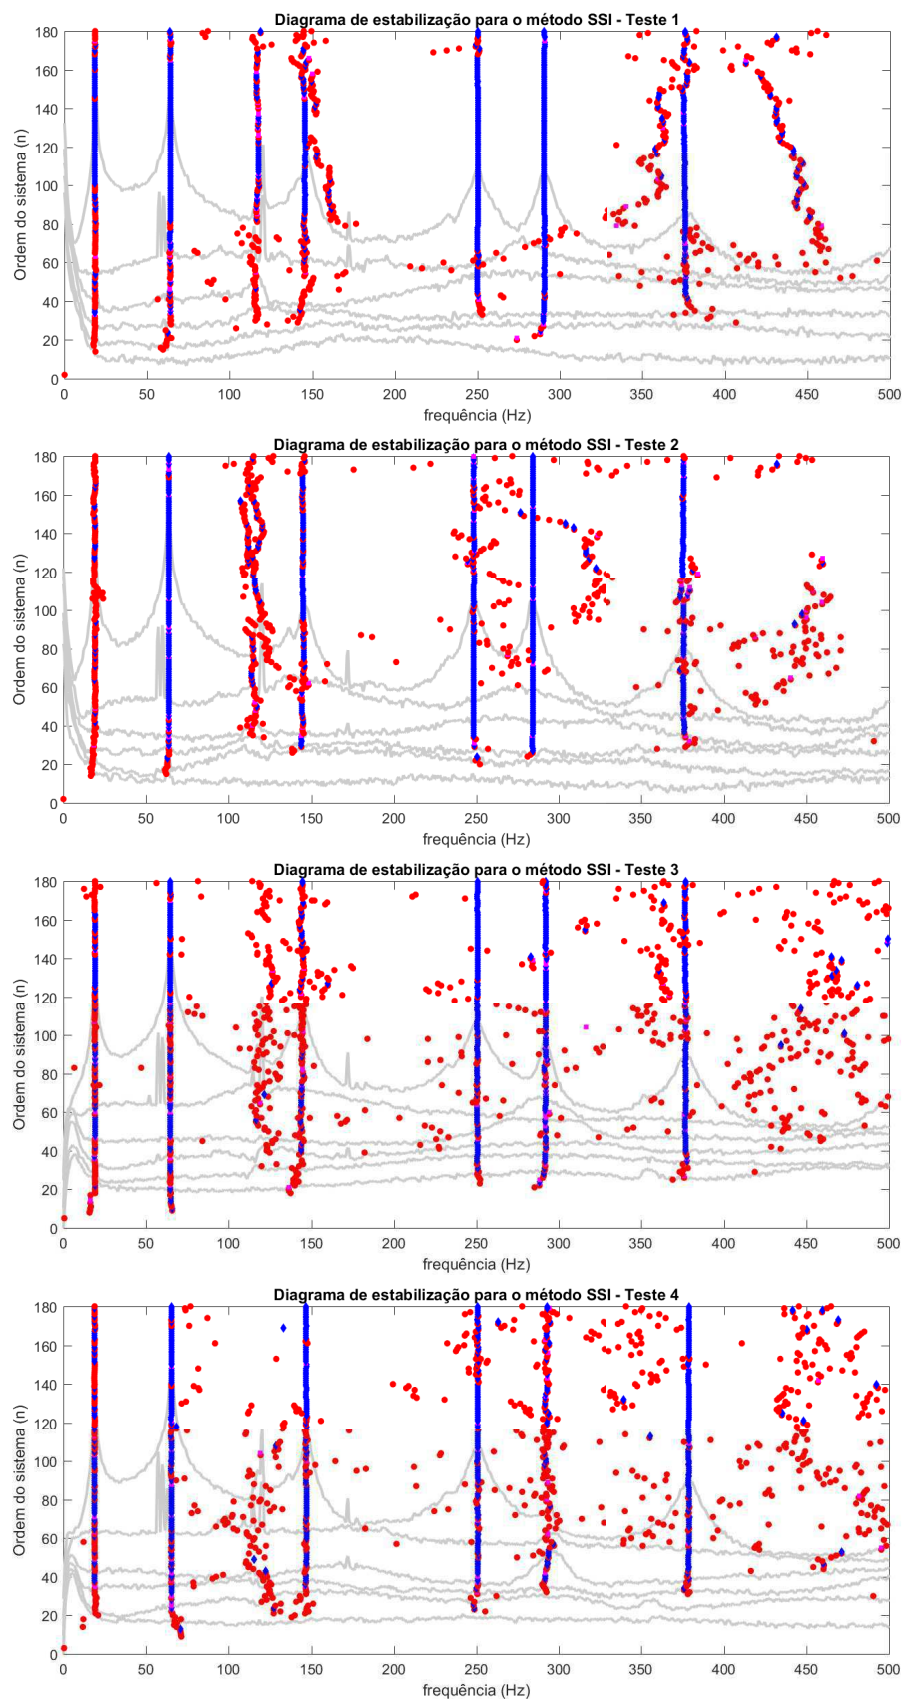 Diagrama de estabilização para o método SSI - Teste 1
180
160
140
120
100
80
60
40
20
0
Ordem do sistema (n)
0 50 100 150 200 250 300 350 400 450 500
frequência (Hz)
Diagrama de estabilização para o método SSI - Teste 2
180
160
140
120
100
80
60
40
20
0
Ordem do sistema (n)
0 50 100 150 200 250 300 350 400 450 500
frequência (Hz)
Diagrama de estabilização para o método SSI - Teste 3
180
160
140
120
100
80
60
40
20
0
Ordem do sistema (n)
0 50 100 150 200 250 300 350 400 450 500
frequência (Hz)
Diagrama de estabilização para o método SSI - Teste 4
180
160
140
120
100
80
60
40
20
0
Ordem do sistema (n)
0 50 100 150 200 250 300 350 400 450 500
frequência (Hz)